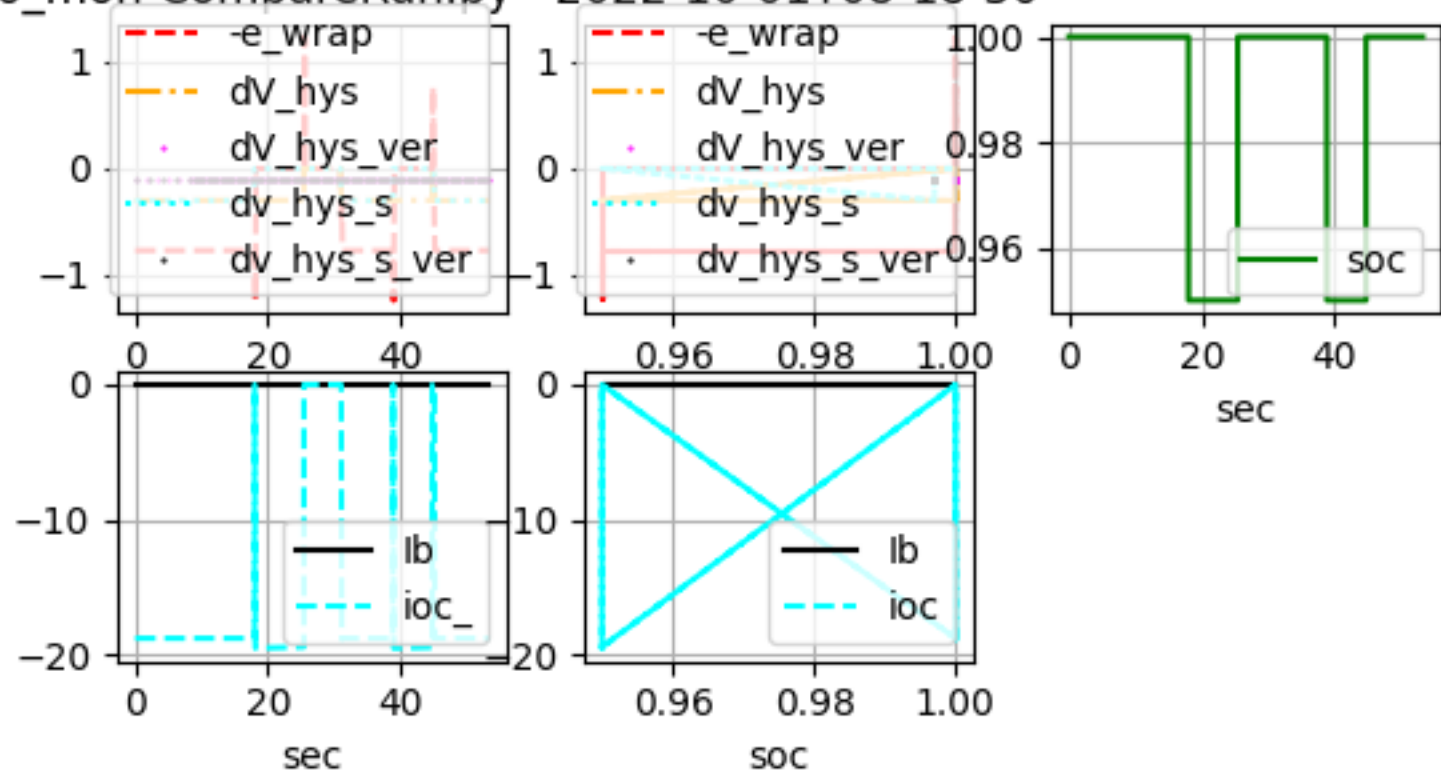 1
0
−1
-e_wrap
dV_hys
dV_hys_ver
dv_hys_s
dv_hys_s_ver
0 20 40
1
0
−1
-e_wrap
dV_hys
dV_hys_ver
dv_hys_s
dv_hys_s_ver
0.96 0.98 1.00
1.00
0.98
0.96
soc
0 20 40
sec
0
−10
−20
Ib
ioc_
0 20 40
sec
0
−10
−20
Ib
ioc
0.96 0.98 1.00
soc